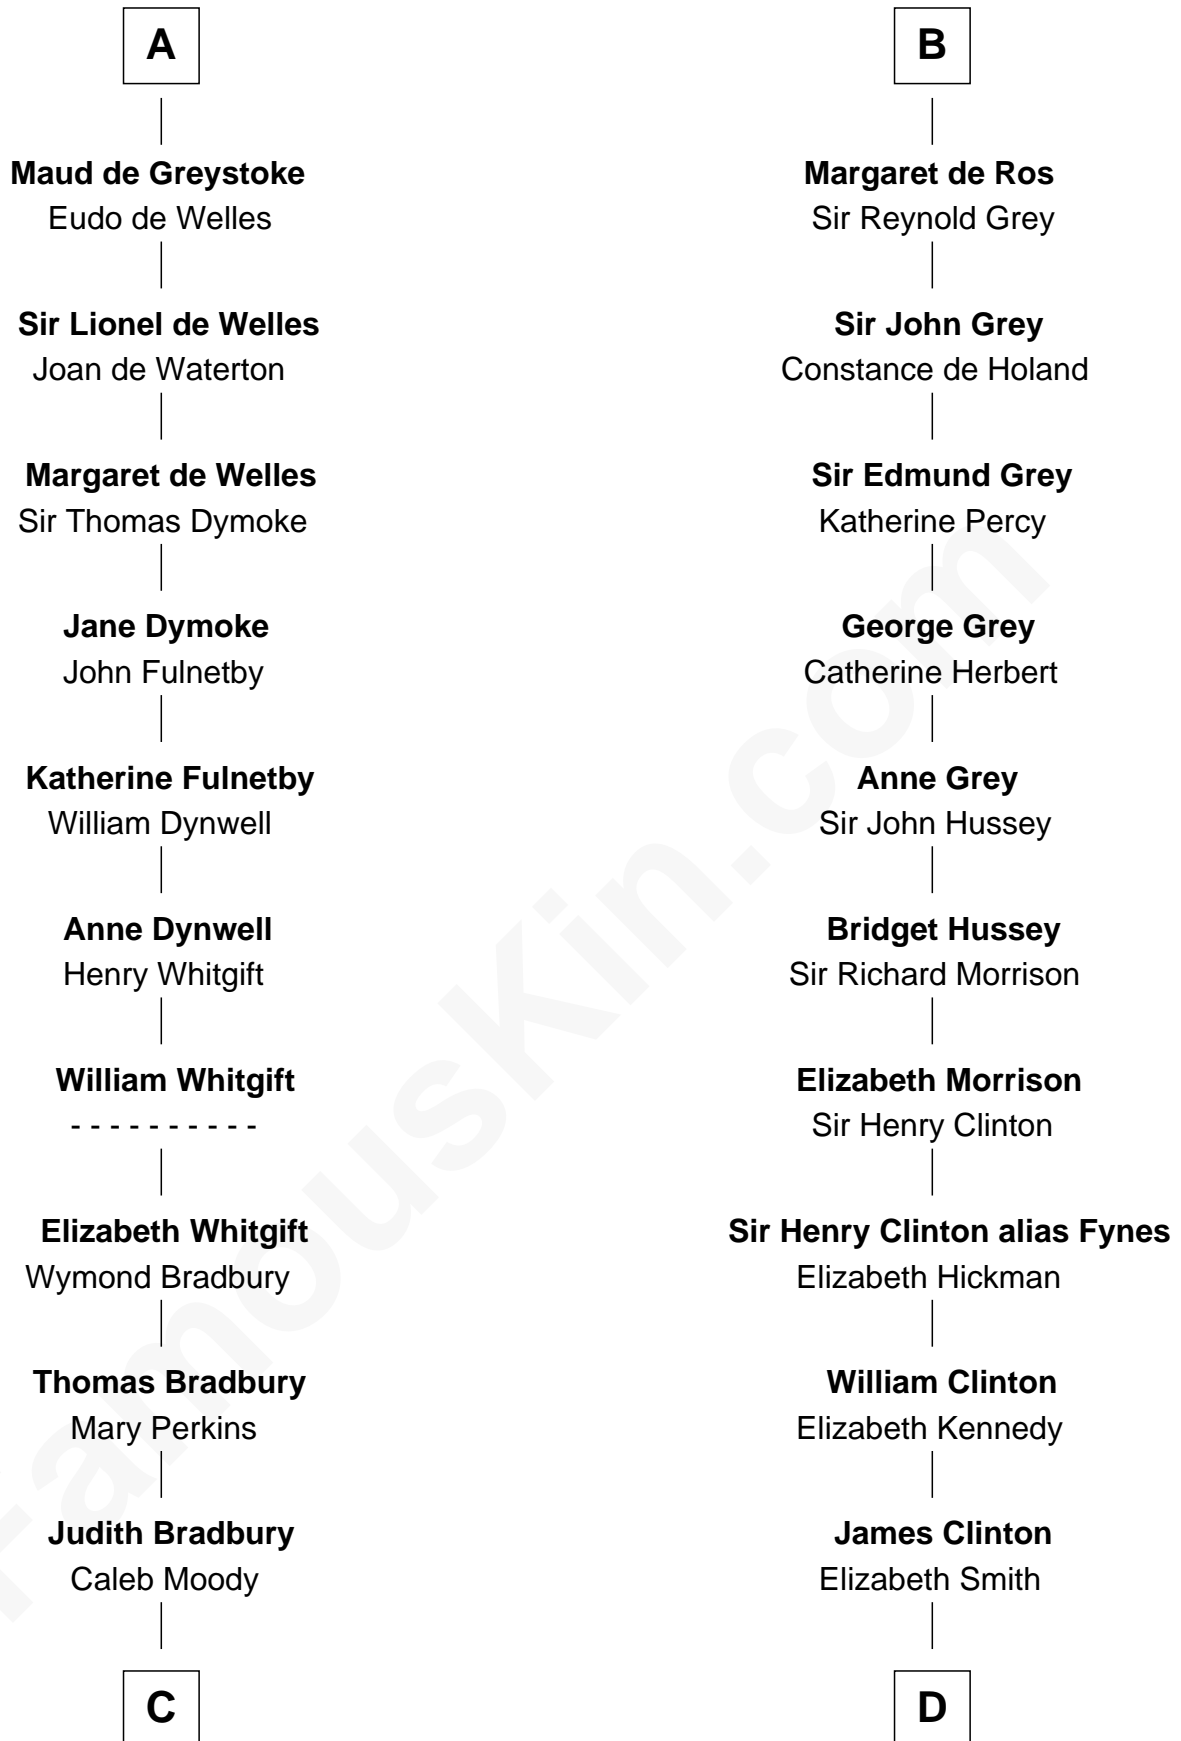 A
Maud de Greystoke
Eudo de Welles
Sir Lionel de Welles
Joan de Waterton
Margaret de Welles
Sir Thomas Dymoke
Jane Dymoke
John Fulnetby
Katherine Fulnetby
William Dynwell
Anne Dynwell
Henry Whitgift
William Whitgift
- - - - - - - - - -
Elizabeth Whitgift
Wymond Bradbury
Thomas Bradbury
Mary Perkins
Judith Bradbury
Caleb Moody
C
B
Margaret de Ros
Sir Reynold Grey
Sir John Grey
Constance de Holand
Sir Edmund Grey
Katherine Percy
George Grey
Catherine Herbert
Anne Grey
Sir John Hussey
Bridget Hussey
Sir Richard Morrison
Elizabeth Morrison
Sir Henry Clinton
Sir Henry Clinton alias Fynes
Elizabeth Hickman
William Clinton
Elizabeth Kennedy
James Clinton
Elizabeth Smith
D
FamousKin.com